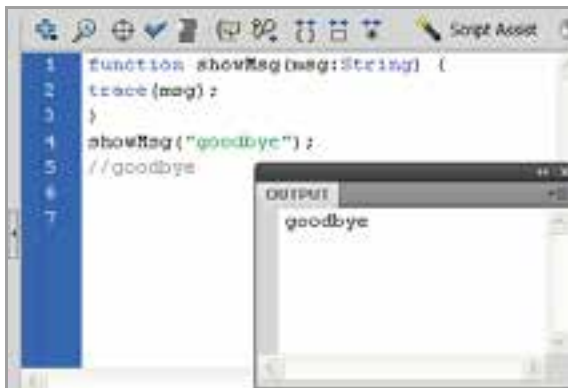 Script Assist
1 function showMsg(msg:String) {
2 trace(msg);
3 }
4 showMsg("goodbye");
5 //goodbye
6
7
OUTPUT
goodbye